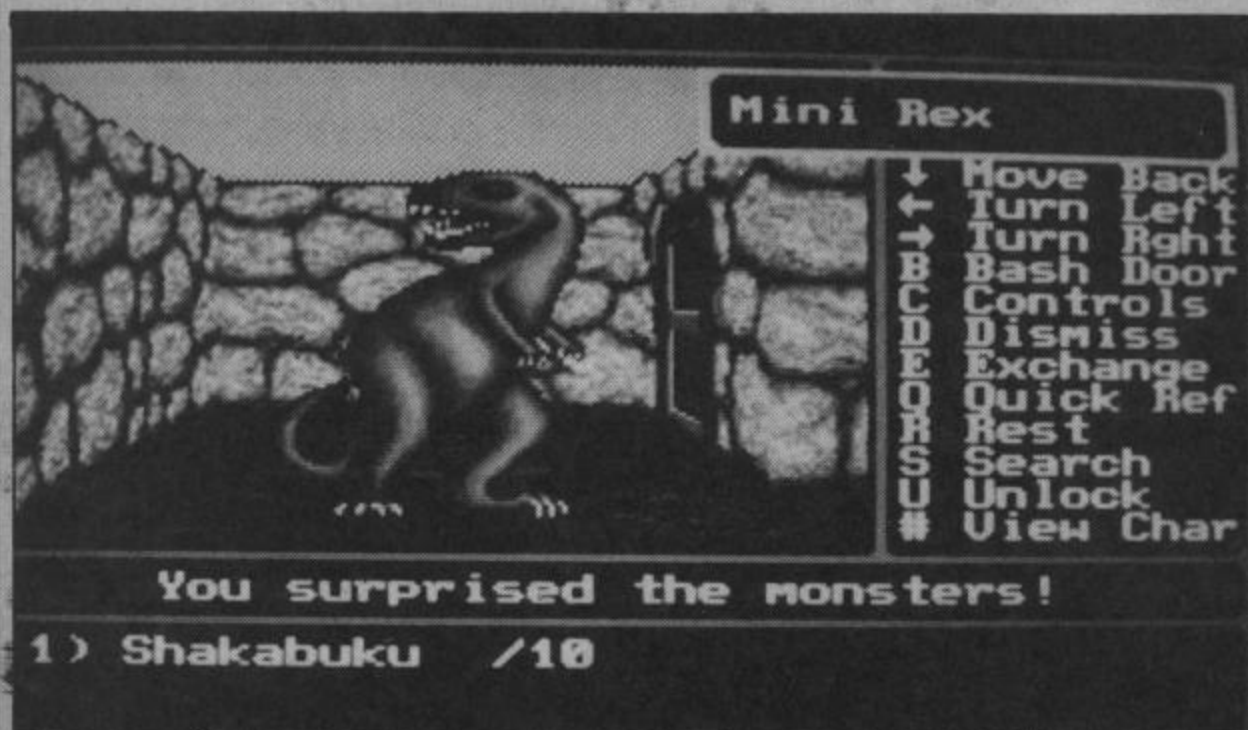 Mini Rex
↓ Move Back
← Turn Left
→ Turn Rght
B Bash Door
C Controls
D Dismiss
E Exchange
Q Quick Ref
R Rest
S Search
U Unlock
# View Char
You surprised the monsters!
1) Shakabuku /10